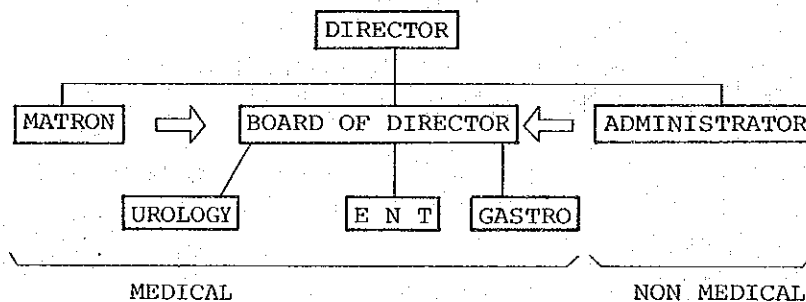 DIRECTOR
MATRON BOARD OF DIRECTOR ADMINISTRATOR
UROLOGY E N T GASTRO
MEDICAL NON MEDICAL